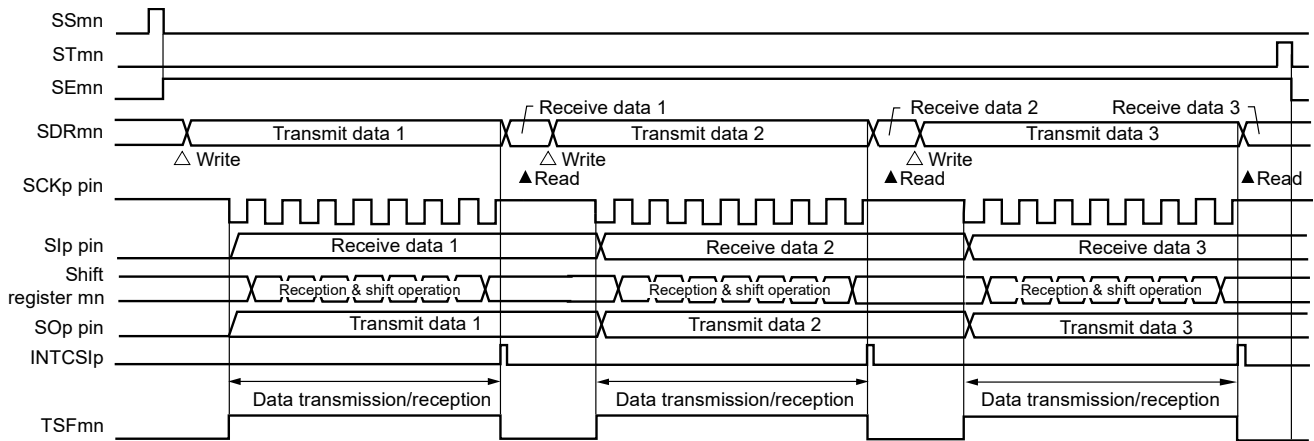 SSmn
STmn
SEmn
Receive data 1
Receive data 2
Receive data 3
SDRmn
Transmit data 1
Transmit data 2
Transmit data 3
△ Write
△ Write
△ Write
▲Read
▲Read
▲Read
SCKp pin
SIp pin
Receive data 1
Receive data 2
Receive data 3
Shift
register mn
Reception & shift operation
Reception & shift operation
Reception & shift operation
SOp pin
Transmit data 1
Transmit data 2
Transmit data 3
INTCSIp
Data transmission/reception
Data transmission/reception
Data transmission/reception
TSFmn